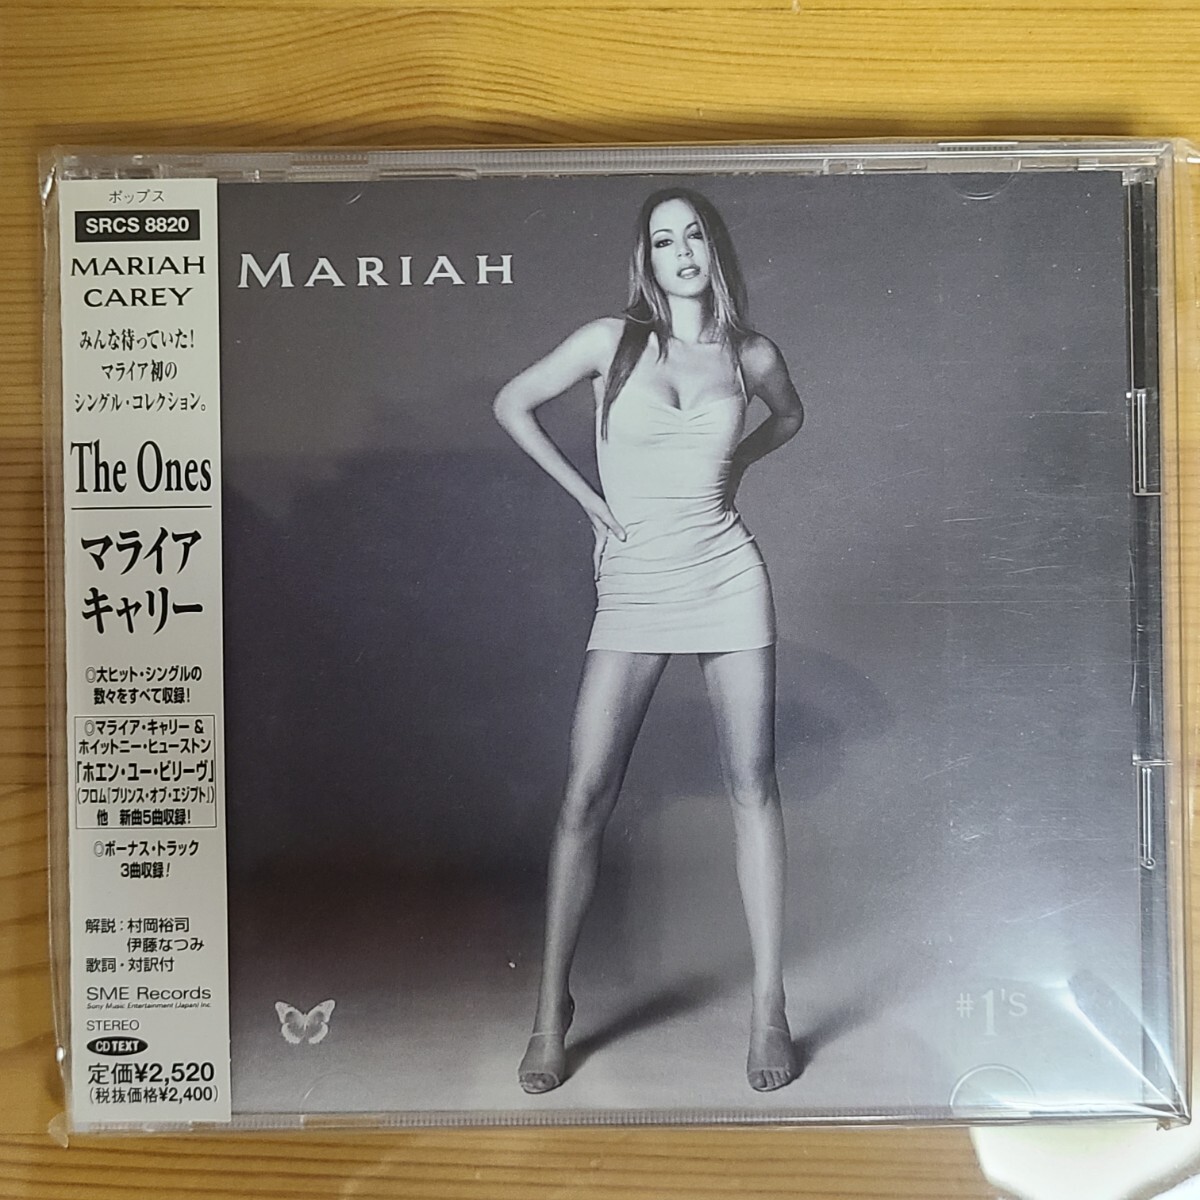 ポップス
SRCS 8820
MARIAH
CAREY
みんな待っていた!
マライア初の
シングル・コレクション。
The Ones
マライア
キャリー
◎大ヒット・シングルの
数々をすべて収録!
◎マライア・キャリー &
ホイットニー・ヒューストン
「ホエン・ユー・ビリーヴ」
(フロム「プリンス・オブ・エジプト」)
他 新曲5曲収録!
◎ボーナス・トラック
3曲収録!
解説:村岡裕司
伊藤なつみ
歌詞・対訳付
SME Records
Sony Music Entertainment (Japan) Inc.
STEREO
CD TEXT
定価¥2,520
(税抜価格¥2,400)
MARIAH
#1's